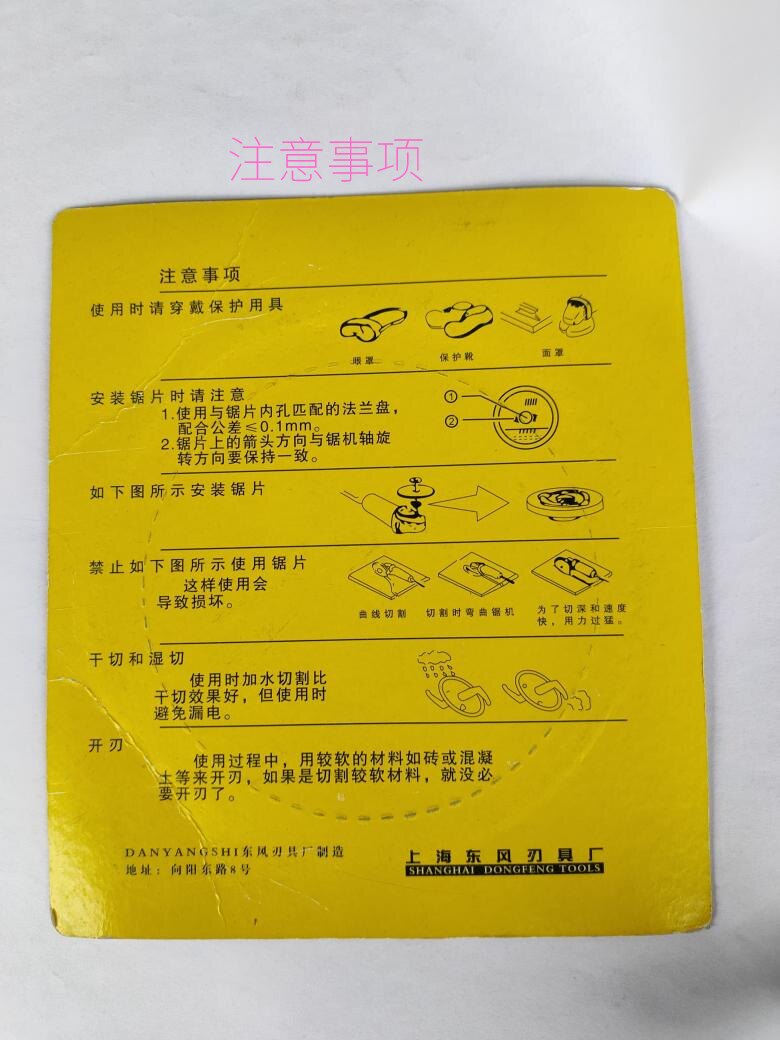 注意事项
注意事项
使用时请穿戴保护用具
眼罩 保护靴 面罩
安装锯片时请注意
1.使用与锯片内孔匹配的法兰盘，
配合公差≤0.1mm。
2.锯片上的箭头方向与锯机轴旋
转方向要保持一致。
① 
②
如下图所示安装锯片
禁止如下图所示使用锯片
这样使用会
导致损坏。
曲线切割 切割时弯曲锯机 为了切深和速度
快，用力过猛。
干切和湿切
使用时加水切割比
干切效果好，但使用时
避免漏电。
开刃
使用过程中，用较软的材料如砖或混凝
土等来开刃，如果是切割较软材料，就没必
要开刃了。
DANYANGSHI东风刃具厂制造
地址：向阳东路8号
上海东风刃具厂
SHANGHAI DONGFENG TOOLS